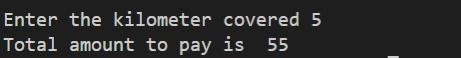 Enter the kilometer covered 5
Total amount to pay is  55